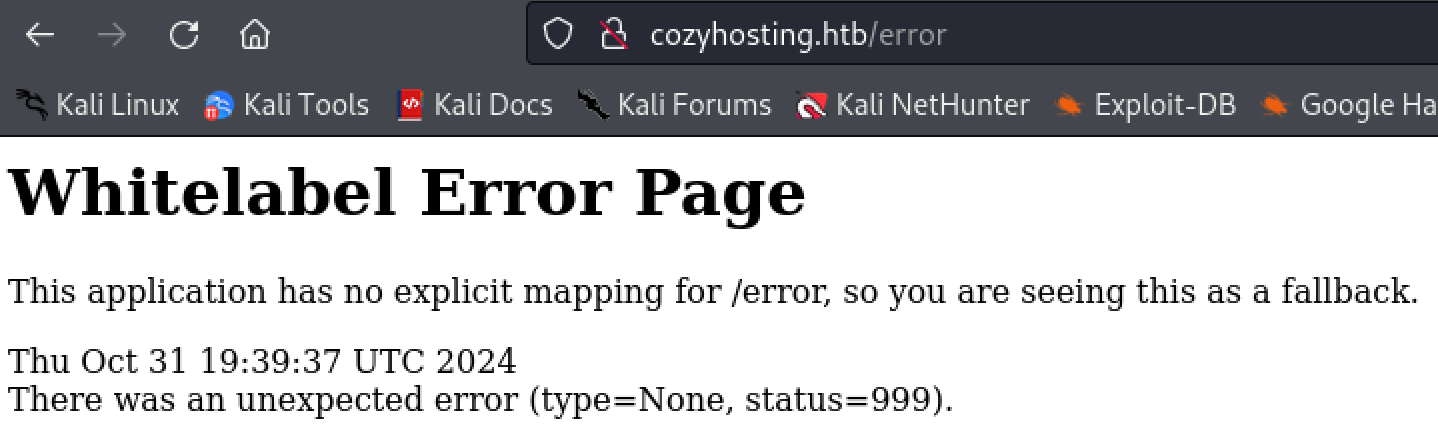 cozyhosting.htb/error
Kali Linux Kali Tools Kali Docs Kali Forums Kali NetHunter Exploit-DB Google Ha
Whitelabel Error Page
This application has no explicit mapping for /error, so you are seeing this as a fallback.
Thu Oct 31 19:39:37 UTC 2024
There was an unexpected error (type=None, status=999).